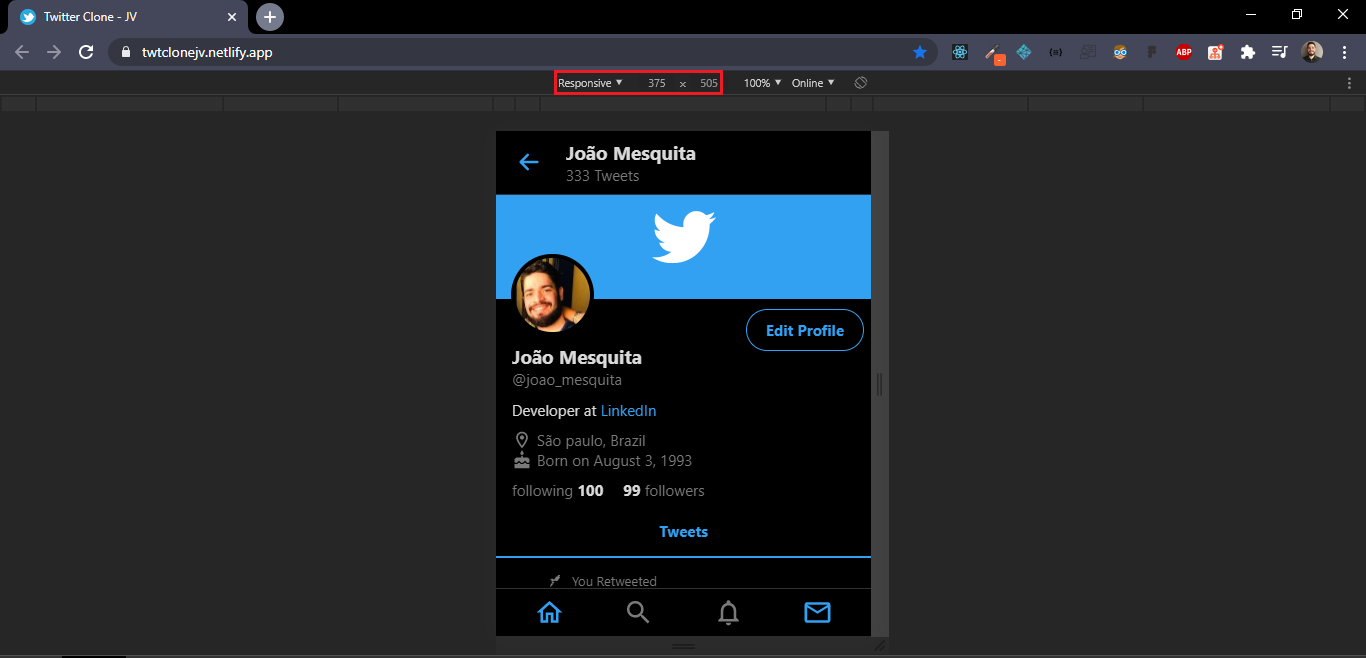 Twitter Clone - JV
twtclonejv.netlify.app
ABP
Responsive 375 × 505 100% Online
João Mesquita
333 Tweets
Edit Profile
João Mesquita
@joao_mesquita
Developer at LinkedIn
São paulo, Brazil
Born on August 3, 1993
following 100 99 followers
Tweets
You Retweeted